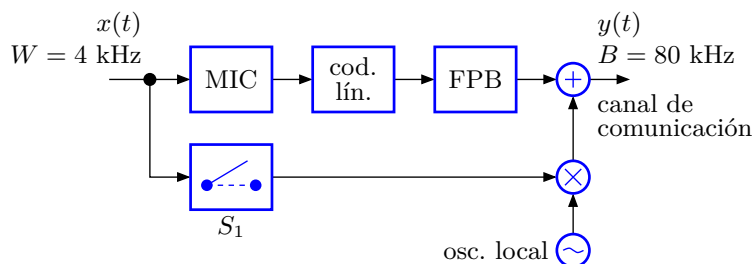 x(t)
W = 4 kHz
MIC
cod.
lín.
FPB
+
y(t)
B = 80 kHz
canal de
comunicación
×
S₁
osc. local
~